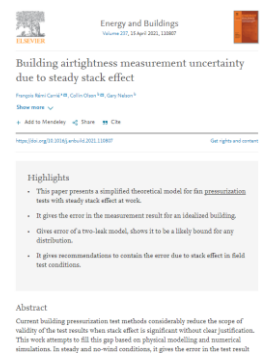 ELSEVIER
Energy and Buildings
Volume 237, 15 April 2021, 110807
Building airtightness measurement uncertainty
due to steady stack effect
François Rémi Carrié, Collin Olson, Gary Nelson
Show more
+ Add to Mendeley Share Cite
https://doi.org/10.1016/j.enbuild.2021.110807 Get rights and content
Highlights
• This paper presents a simplified theoretical model for fan pressurization
tests with steady stack effect at work.
• It gives the error in the measurement result for an idealized building.
• Gives error of a two-leak model, shows it to be a likely bound for any
distribution.
• It gives recommendations to contain the error due to stack effect in field
test conditions.
Abstract
Current building pressurization test methods considerably reduce the scope of
validity of the test results when stack effect is significant without clear justification.
This work attempts to fill this gap based on physical modelling and numerical
simulations. In steady and no-wind conditions, it gives the error in the test result